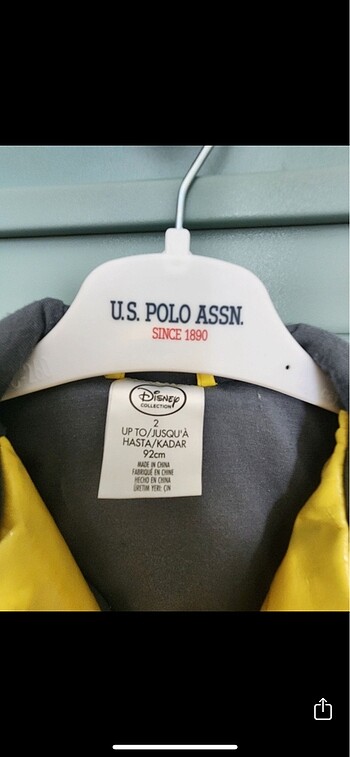 U.S. POLO ASSN.
SINCE 1890
Disney
COLLECTION
2
UP TO/JUSQU'À
HASTA/KADAR
92cm
MADE IN CHINA
FABRIQUÉ EN CHINE
HECHO EN CHINA
ÜRETİM YERİ: ÇİN